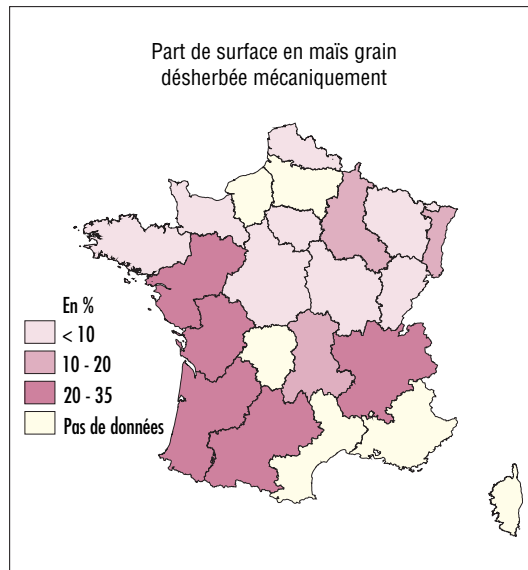 Part de surface en maïs grain
désherbée mécaniquement
En %
< 10
10 - 20
20 - 35
Pas de données